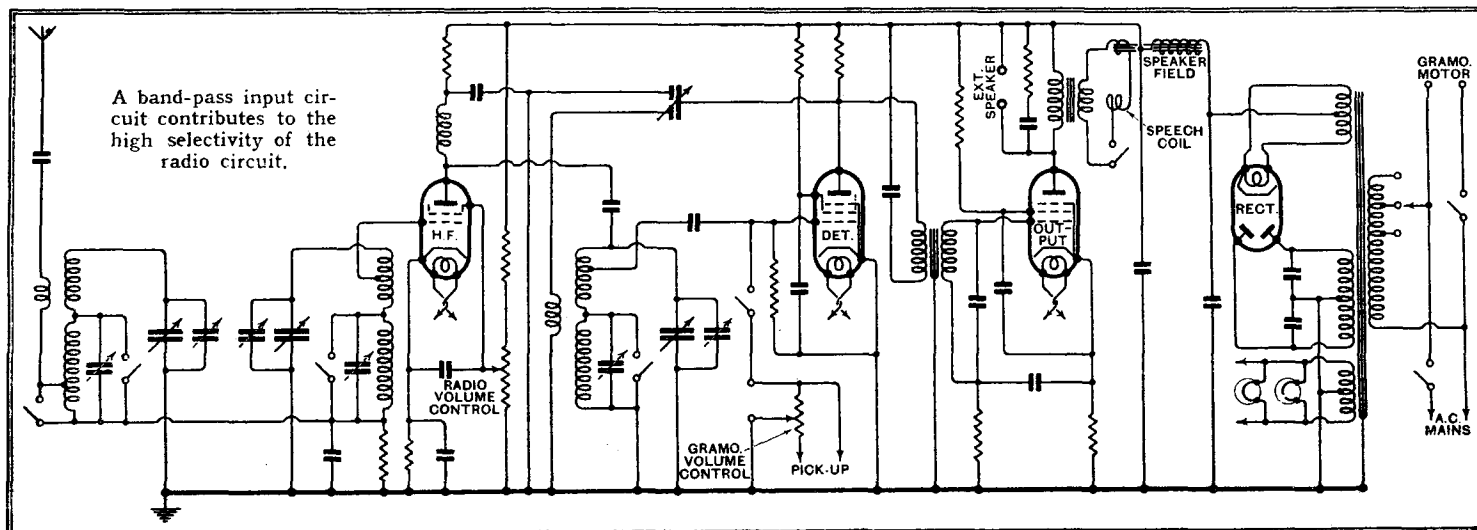 A band-pass input cir-
cuit contributes to the
high selectivity of the
radio circuit.
H.F.
RADIO
VOLUME
CONTROL
DET.
GRAMO.
VOLUME
CONTROL
PICK-UP
EXT.
SPEAKER
OUT-
PUT
SPEAKER
FIELD
SPEECH
COIL
RECT.
GRAMO.
MOTOR
A.C.
MAINS